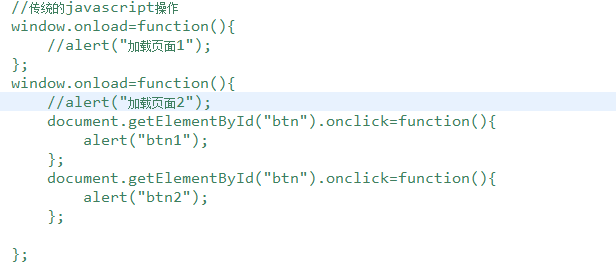 //传统的javascript操作
window.onload=function(){
    //alert("加载页面1");
};
window.onload=function(){
    //alert("加载页面2");
    document.getElementById("btn").onclick=function(){
        alert("btn1");
    };
    document.getElementById("btn").onclick=function(){
        alert("btn2");
    };

};